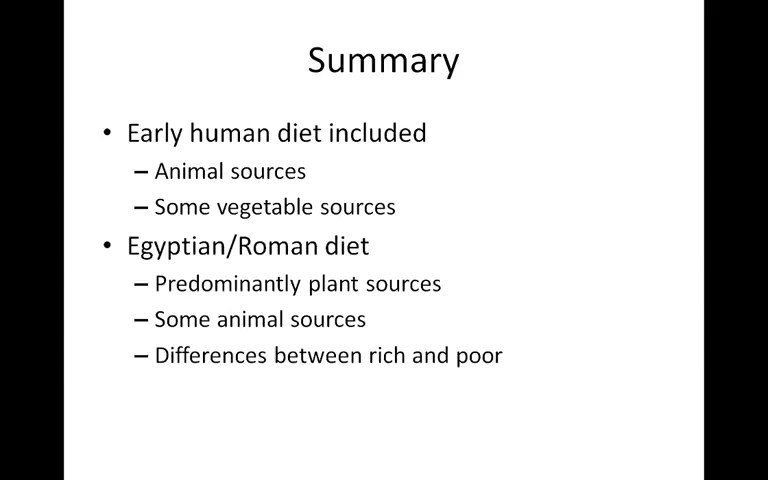 Summary
• Early human diet included
– Animal sources
– Some vegetable sources
• Egyptian/Roman diet
– Predominantly plant sources
– Some animal sources
– Differences between rich and poor